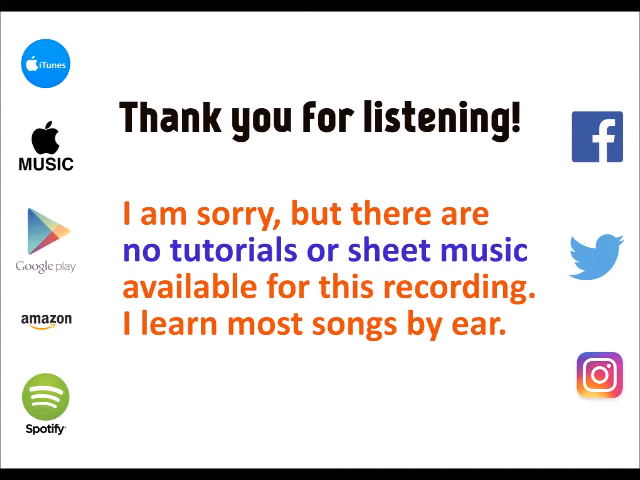 iTunes
Thank you for listening!
MUSIC
I am sorry, but there are
no tutorials or sheet music
available for this recording.
I learn most songs by ear.
Google play
amazon
Spotify